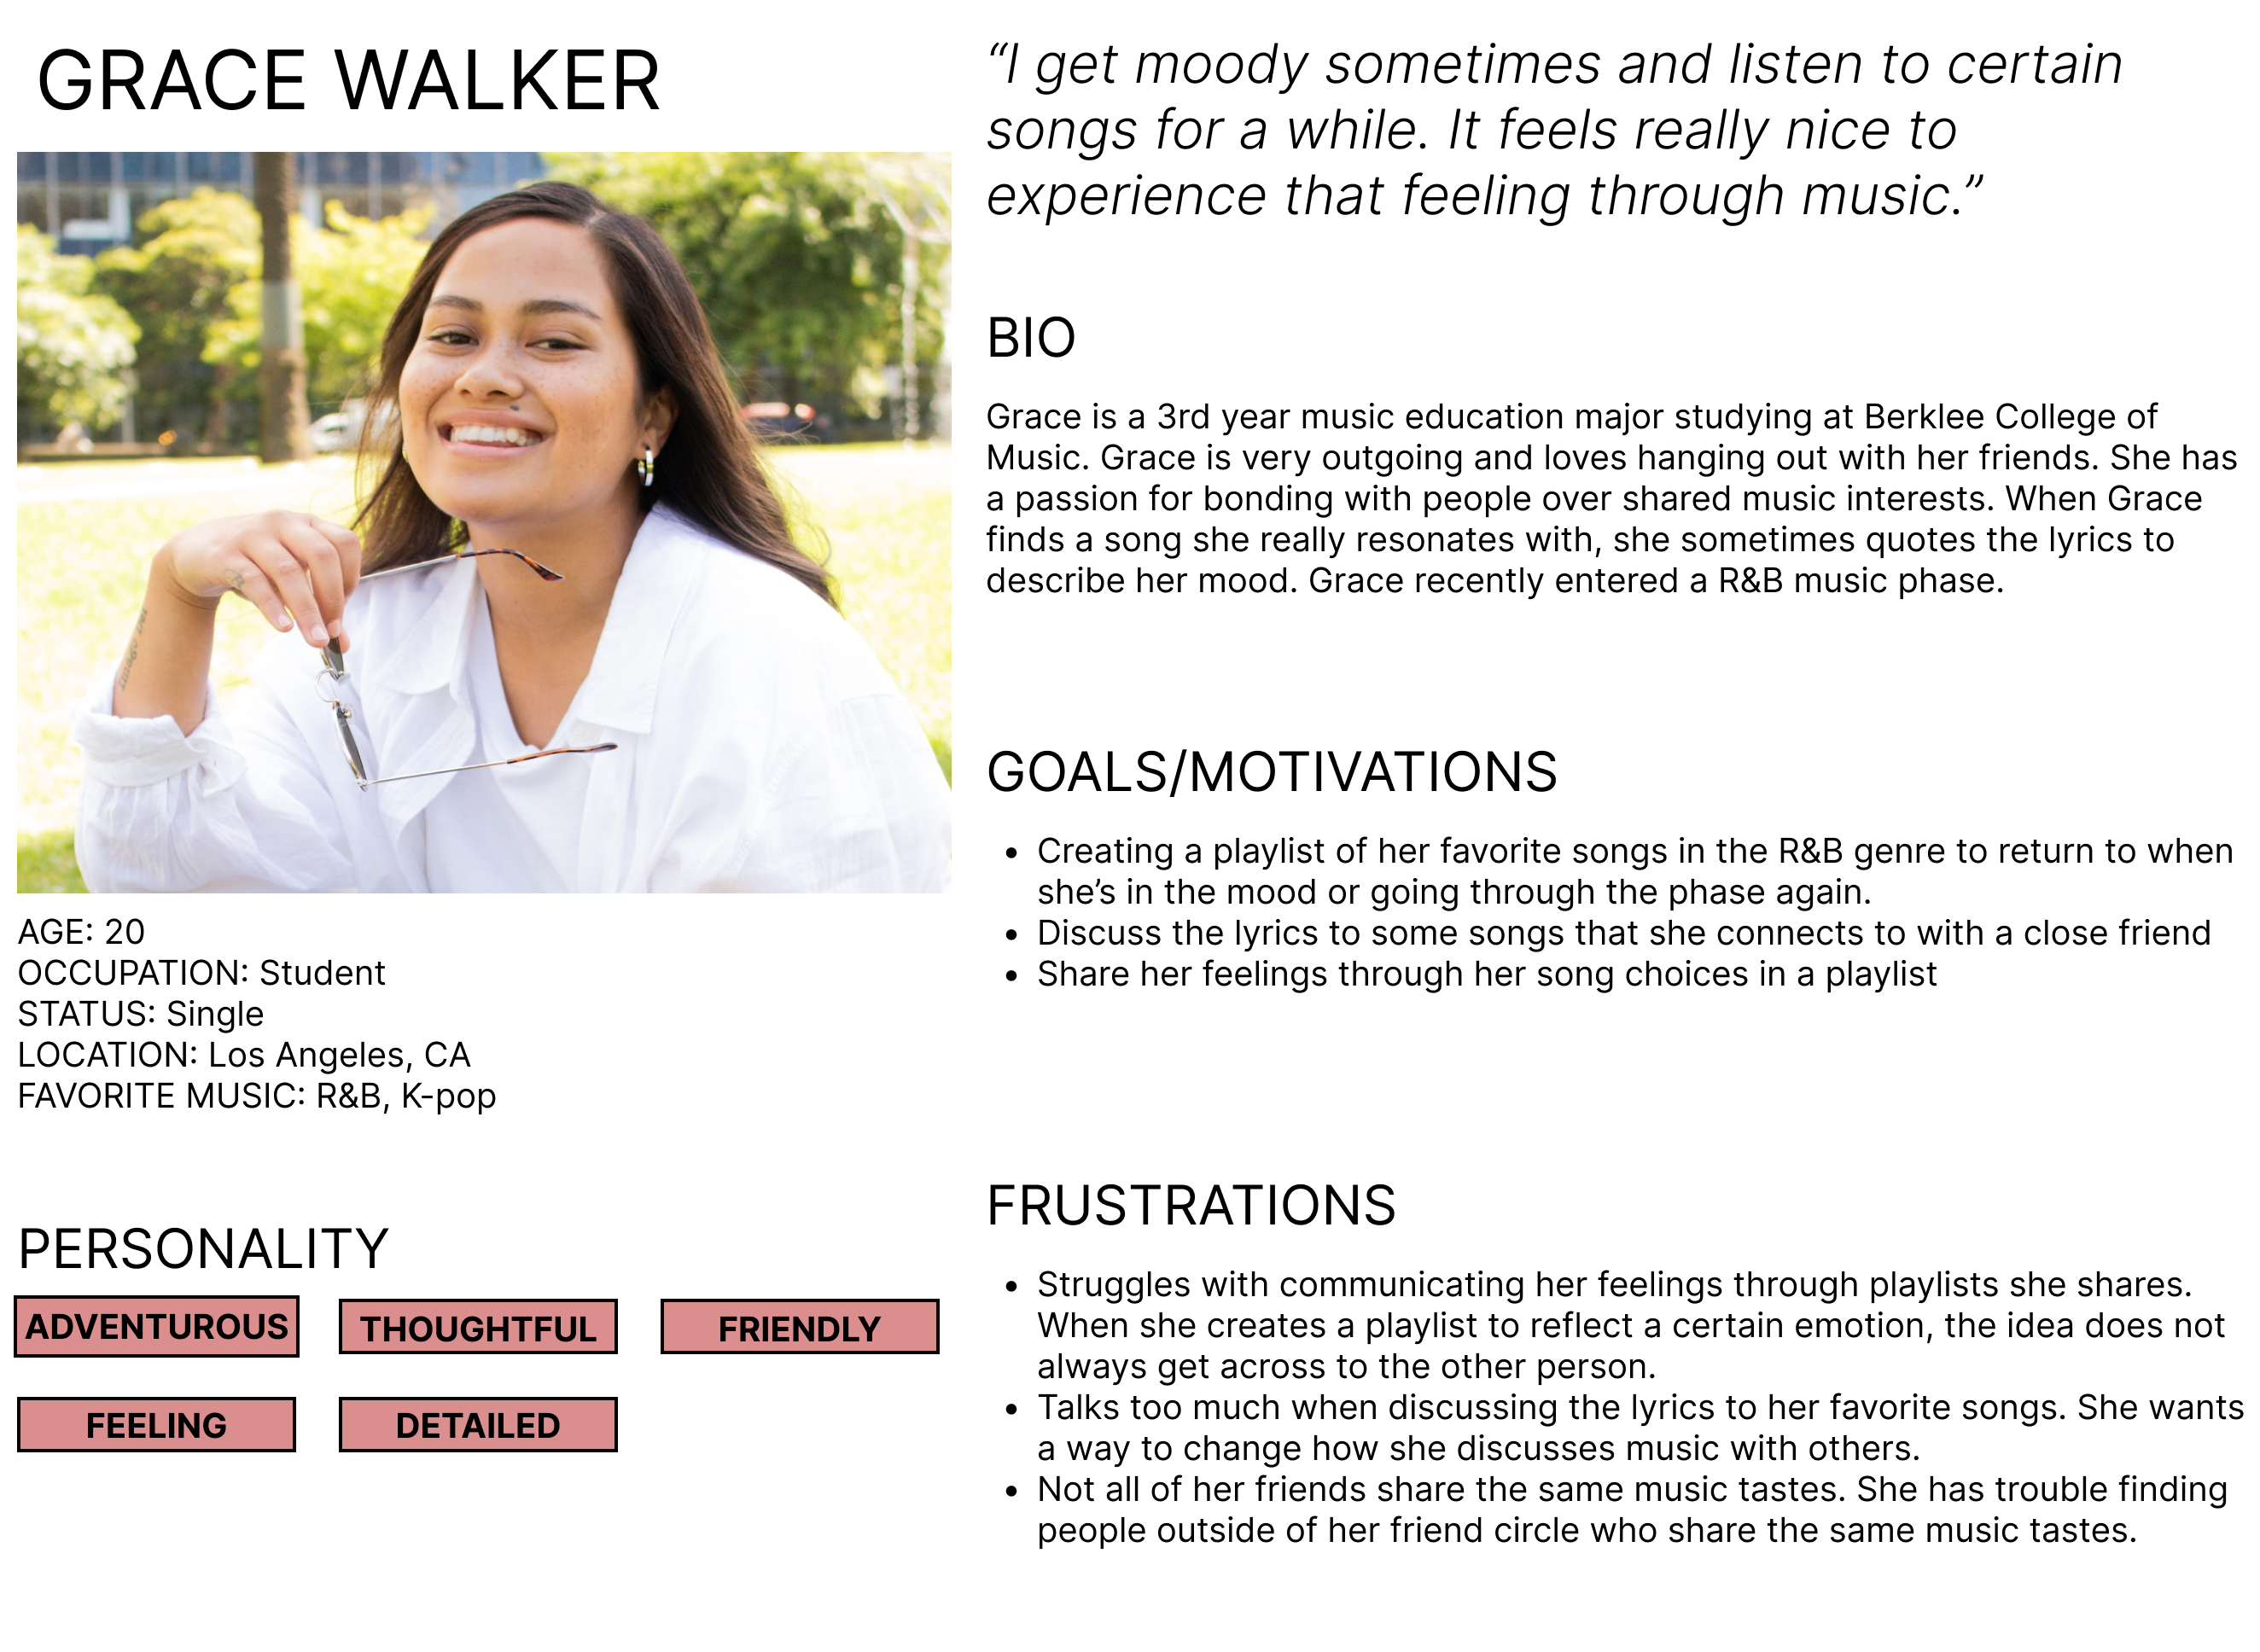 GRACE WALKER
AGE: 20
OCCUPATION: Student
STATUS: Single
LOCATION: Los Angeles, CA
FAVORITE MUSIC: R&B, K-pop
PERSONALITY
ADVENTUROUS
THOUGHTFUL
FRIENDLY
FEELING
DETAILED
“I get moody sometimes and listen to certain
songs for a while. It feels really nice to
experience that feeling through music.”
BIO
Grace is a 3rd year music education major studying at Berklee College of
Music. Grace is very outgoing and loves hanging out with her friends. She has
a passion for bonding with people over shared music interests. When Grace
finds a song she really resonates with, she sometimes quotes the lyrics to
describe her mood. Grace recently entered a R&B music phase.
GOALS/MOTIVATIONS
• Creating a playlist of her favorite songs in the R&B genre to return to when
she’s in the mood or going through the phase again.
• Discuss the lyrics to some songs that she connects to with a close friend
• Share her feelings through her song choices in a playlist
FRUSTRATIONS
• Struggles with communicating her feelings through playlists she shares.
When she creates a playlist to reflect a certain emotion, the idea does not
always get across to the other person.
• Talks too much when discussing the lyrics to her favorite songs. She wants
a way to change how she discusses music with others.
• Not all of her friends share the same music tastes. She has trouble finding
people outside of her friend circle who share the same music tastes.